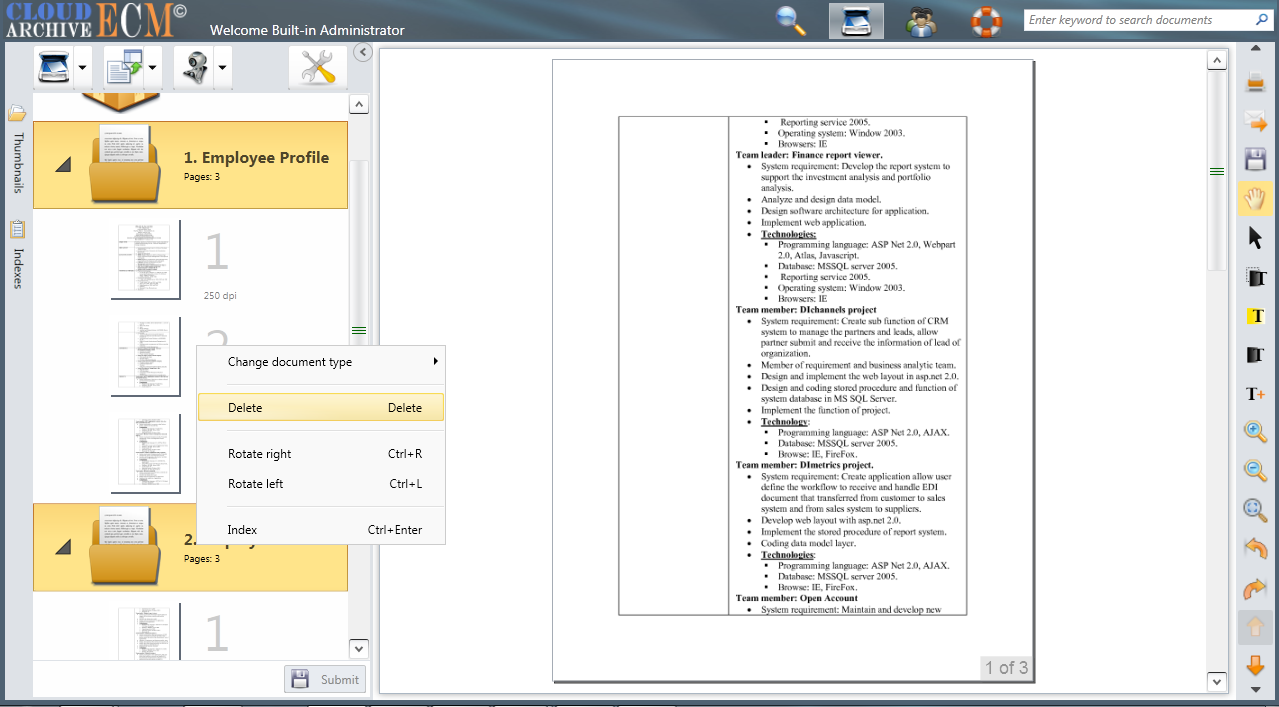 CLOUD
ARCHIVE ECM©
Welcome Built-in Administrator
Enter keyword to search documents
Thumbnails
Indexes
1. Employee Profile
Pages: 3
1
250 dpi
2
Change document type
Delete Delete
Rotate right Ctrl+R
Rotate left Ctrl+L
Index Ctrl+Enter
2.
Pages: 3
1
Submit
▪ Reporting service 2005.
▪ Operating system: Window 2003.
▪ Browsers: IE
Team leader: Finance report viewer.
• System requirement: Develop the report system to
support the investment analysis and portfolio
analysis.
• Analyze and design data model.
• Design software architecture for application.
• Implement web application.
• Technologies:
▪ Programming language: ASP Net 2.0, Webpart
2.0, Atlas, Javascript.
▪ Database: MSSQL server 2005.
▪ Reporting service 2005.
▪ Operating system: Window 2003.
▪ Browsers: IE
Team member: DIchannels project
• System requirement: Create sub function of CRM
system to manage the partners and leads, allow
partner submit and receive the information of lead of
organization.
• Member of requirement and business analytic team.
• Design and implement the web layout in asp.net 2.0.
• Design and coding stored procedure and function of
system database in MS SQL Server.
• Implement the function of project.
• Technology:
▪ Programming language: ASP Net 2.0, AJAX.
▪ Database: MSSQL server 2005.
▪ Browse: IE, FireFox.
Team member: DImetrics project.
• System requirement: Create application allow user
define the workflow to receive and handle EDI
document that transferred from customer to sales
system and from sales system to suppliers.
• Develop web layout with asp.net 2.0.
• Implement the stored procedure of report system.
• Coding data model layer.
• Technologies:
▪ Programming language: ASP Net 2.0, AJAX.
▪ Database: MSSQL server 2005.
▪ Browse: IE, FireFox.
Team member: Open Account
• System requirement: Maintain and develop new
1 of 3
T
T
T
T+